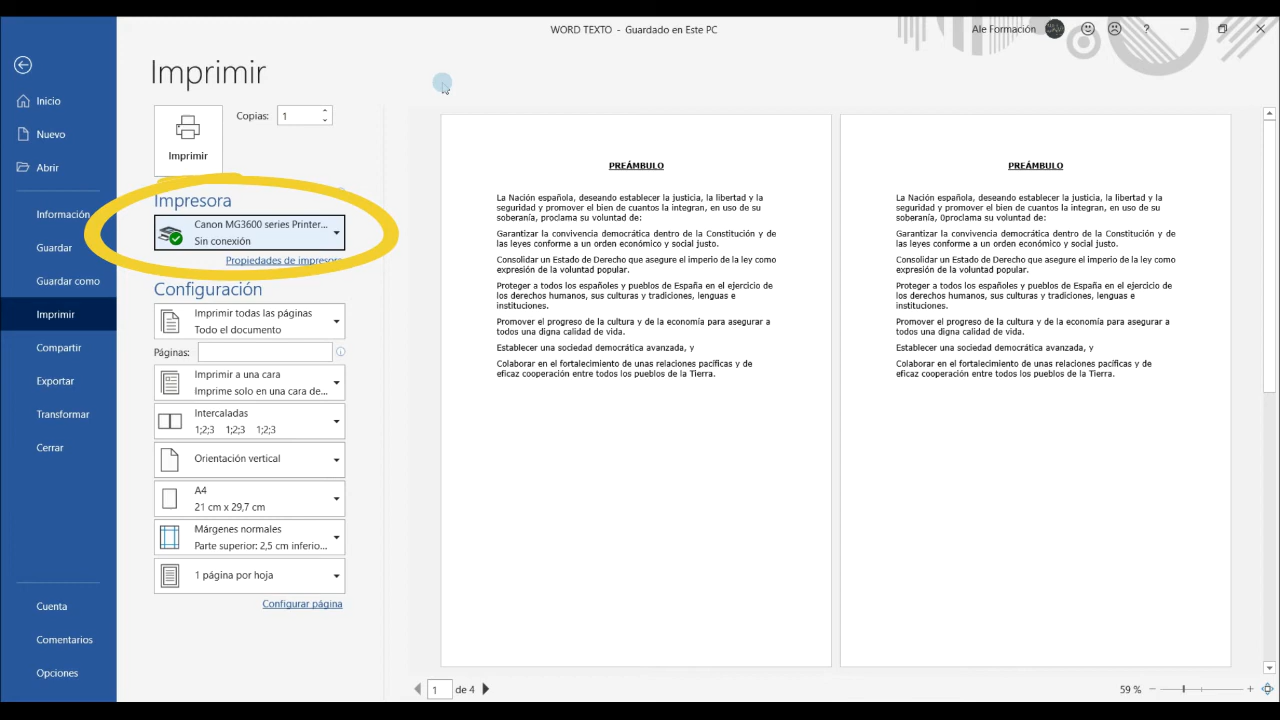 WORD TEXTO - Guardado en Este PC
Ale Formación
?
Inicio
Nuevo
Abrir
Información
Guardar
Guardar como
Imprimir
Compartir
Exportar
Transformar
Cerrar
Cuenta
Comentarios
Opciones
Imprimir
Imprimir
Copias: 1
Impresora
Canon MG3600 series Printer...
Sin conexión
Propiedades de impresora
Configuración
Imprimir todas las páginas
Todo el documento
Páginas:
Imprimir a una cara
Imprime solo en una cara de...
Intercaladas
1;2;3 1;2;3 1;2;3
Orientación vertical
A4
21 cm x 29,7 cm
Márgenes normales
Parte superior: 2,5 cm inferio...
1 página por hoja
Configurar página
PREÁMBULO
La Nación española, deseando establecer la justicia, la libertad y la
seguridad y promover el bien de cuantos la integran, en uso de su
soberanía, proclama su voluntad de:
Garantizar la convivencia democrática dentro de la Constitución y de
las leyes conforme a un orden económico y social justo.
Consolidar un Estado de Derecho que asegure el imperio de la ley como
expresión de la voluntad popular.
Proteger a todos los españoles y pueblos de España en el ejercicio de
los derechos humanos, sus culturas y tradiciones, lenguas e
instituciones.
Promover el progreso de la cultura y de la economía para asegurar a
todos una digna calidad de vida.
Establecer una sociedad democrática avanzada, y
Colaborar en el fortalecimiento de unas relaciones pacíficas y de
eficaz cooperación entre todos los pueblos de la Tierra.
PREÁMBULO
La Nación española, deseando establecer la justicia, la libertad y la
seguridad y promover el bien de cuantos la integran, en uso de su
soberanía, 0proclama su voluntad de:
Garantizar la convivencia democrática dentro de la Constitución y de
las leyes conforme a un orden económico y social justo.
Consolidar un Estado de Derecho que asegure el imperio de la ley como
expresión de la voluntad popular.
Proteger a todos los españoles y pueblos de España en el ejercicio de
los derechos humanos, sus culturas y tradiciones, lenguas e
instituciones.
Promover el progreso de la cultura y de la economía para asegurar a
todos una digna calidad de vida.
Establecer una sociedad democrática avanzada, y
Colaborar en el fortalecimiento de unas relaciones pacíficas y de
eficaz cooperación entre todos los pueblos de la Tierra.
1 de 4
59 %